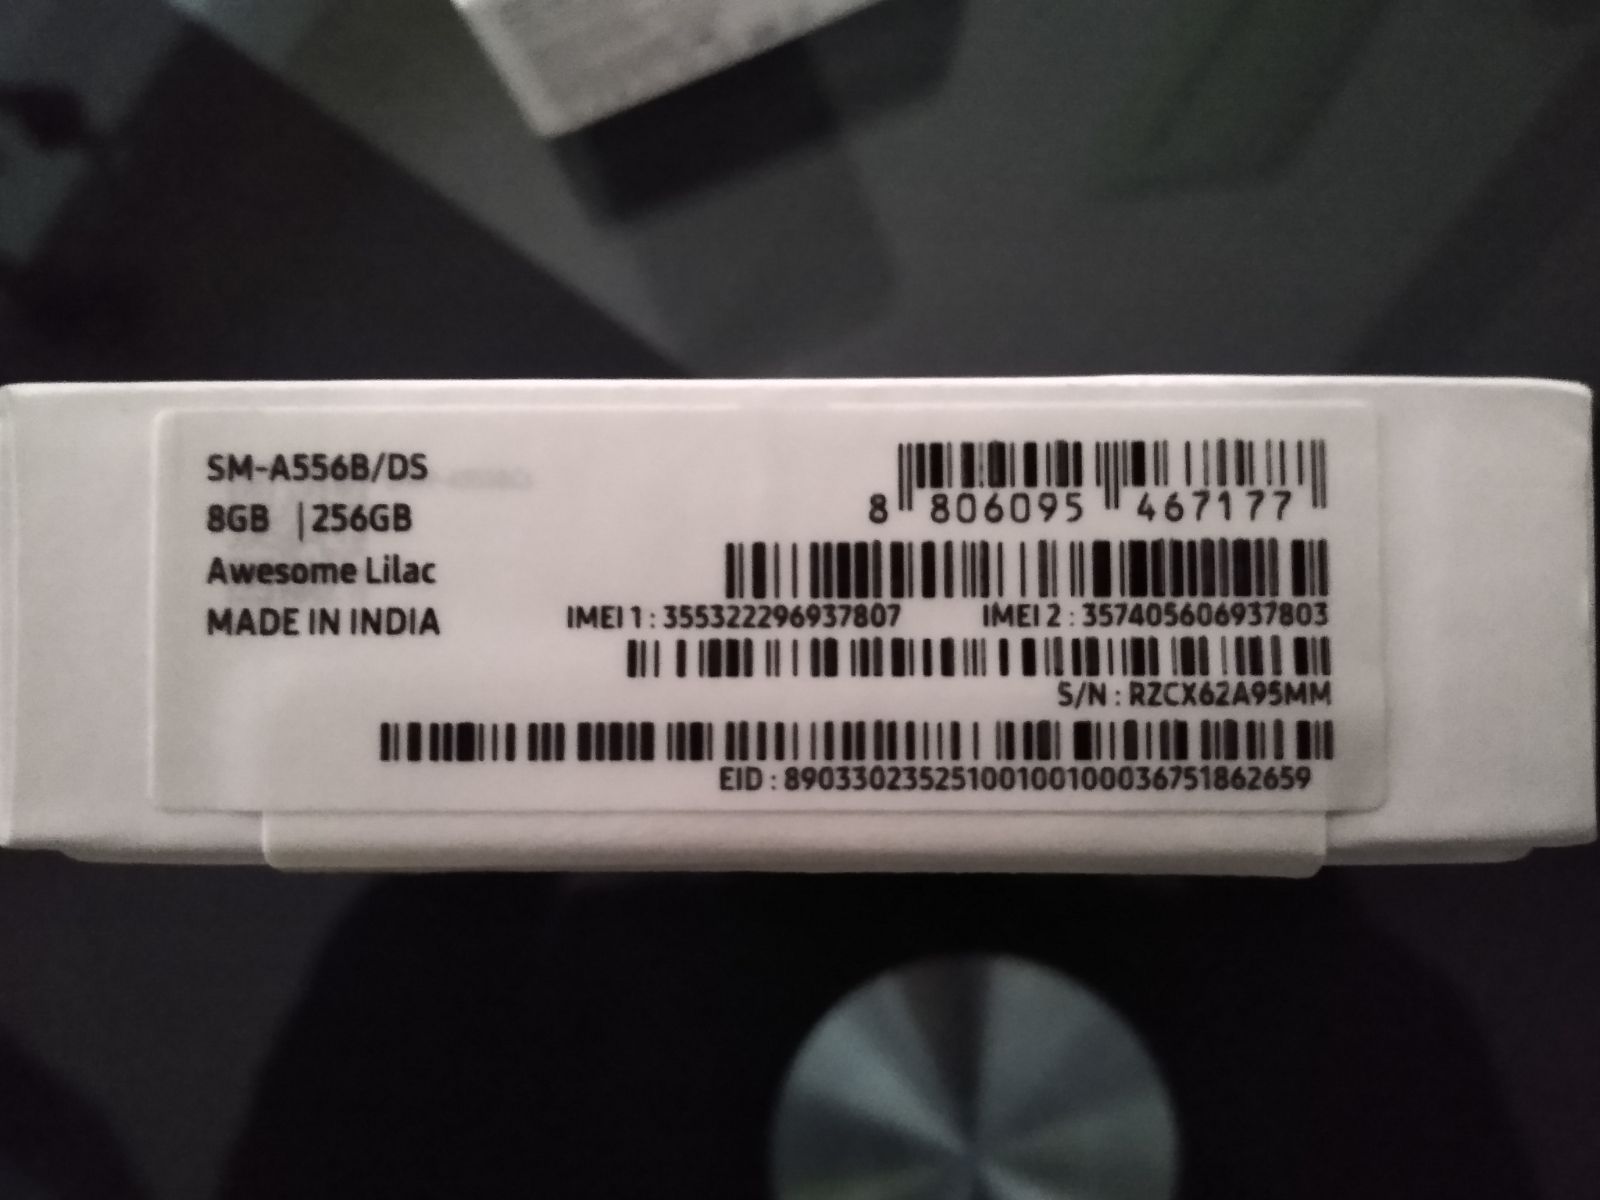 SM-A556B/DS
8GB | 256GB
Awesome Lilac
MADE IN INDIA
8 806095 467177
IMEI 1 : 355322296937807 IMEI 2 : 357405606937803
S/N : RZCX62A95MM
EID : 89033023525100100100036751862659